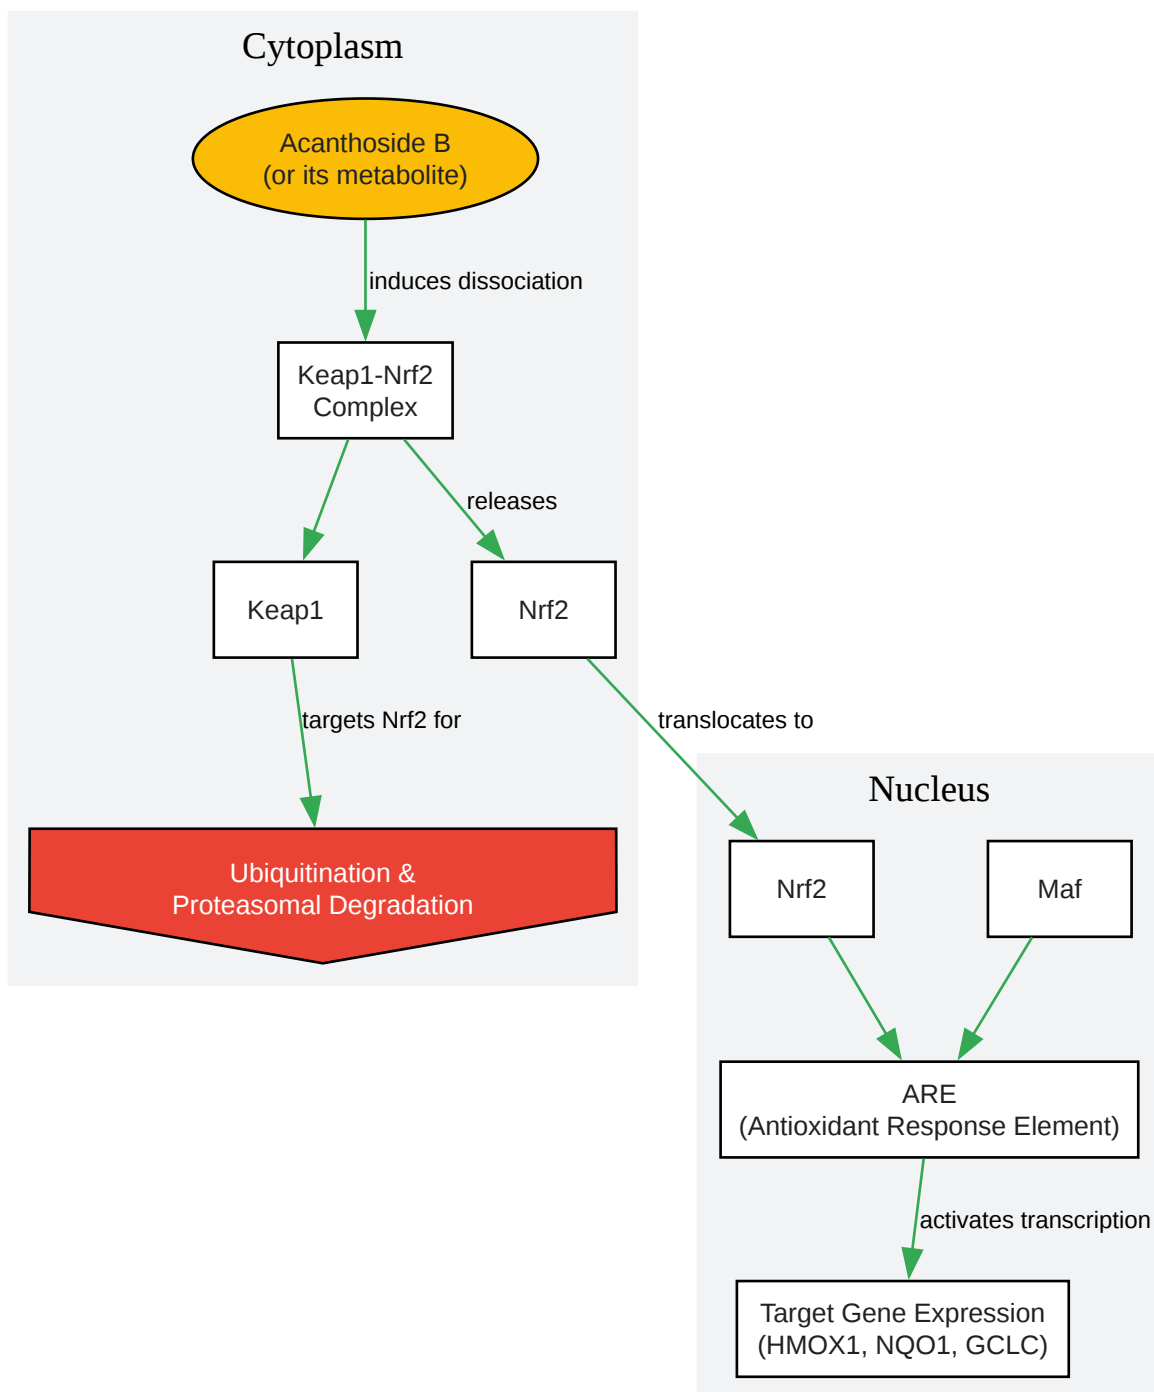 Cytoplasm
Acanthoside B
(or its metabolite)
induces dissociation
Keap1-Nrf2
Complex
releases
Keap1
Nrf2
targets Nrf2 for
translocates to
Ubiquitination &
Proteasomal Degradation
Nucleus
Nrf2
Maf
ARE
(Antioxidant Response Element)
activates transcription
Target Gene Expression
(HMOX1, NQO1, GCLC)